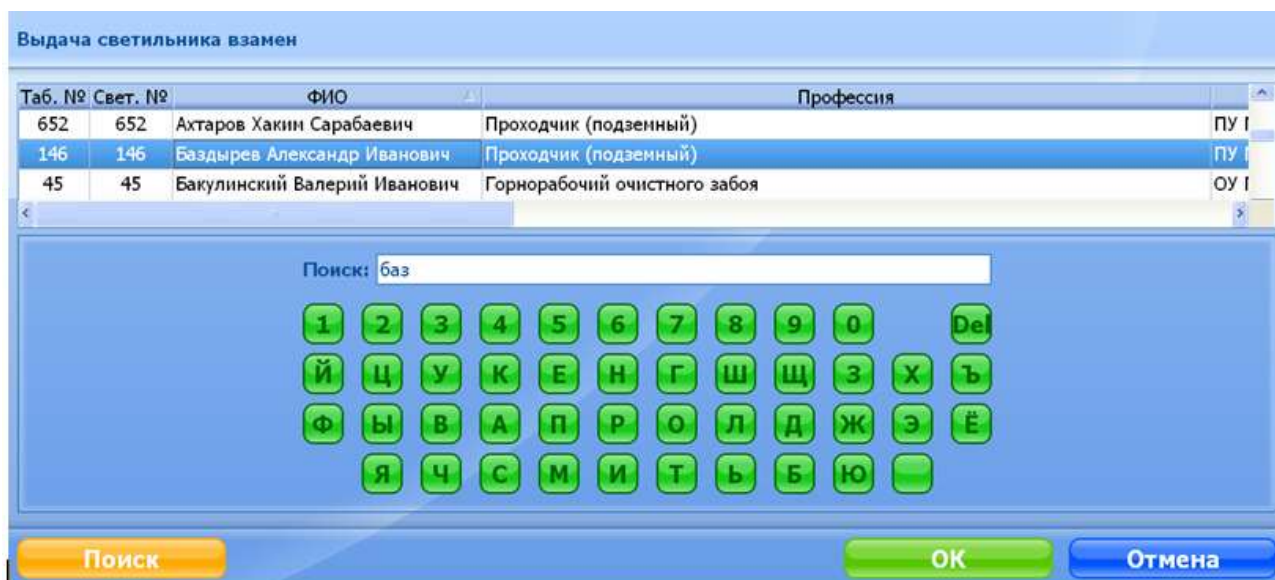 Выдача светильника взамен
Таб. № Свет. № ФИО Профессия
652 652 Ахтаров Хаким Сарабаевич Проходчик (подземный) ПУ
146 146 Баздырев Александр Иванович Проходчик (подземный) ПУ
45 45 Бакулинский Валерий Иванович Горнорабочий очистного забоя ОУ
Поиск: баз
1 2 3 4 5 6 7 8 9 0 Del
Й Ц У К Е Н Г Ш Щ З Х Ъ
Ф Ы В А П Р О Л Д Ж Э Ё
Я Ч С М И Т Ь Б Ю
Поиск ОК Отмена